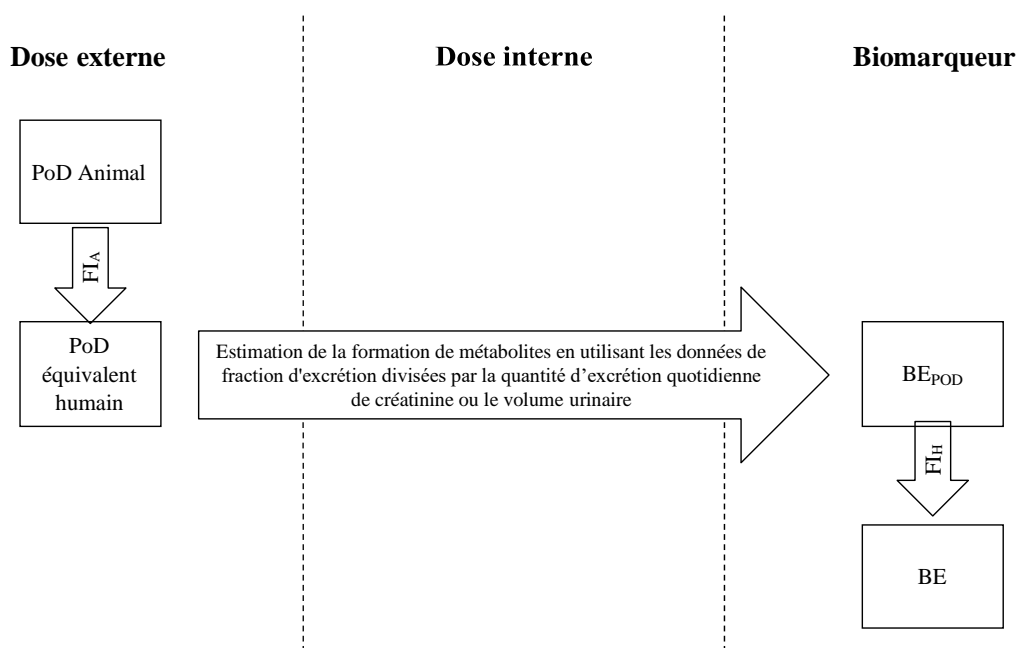 Dose externe
Dose interne
Biomarqueur
PoD Animal
FIA
PoD
équivalent
humain
Estimation de la formation de métabolites en utilisant les données de
fraction d'excrétion divisées par la quantité d’excrétion quotidienne
de créatinine ou le volume urinaire
BEPOD
FIH
BE